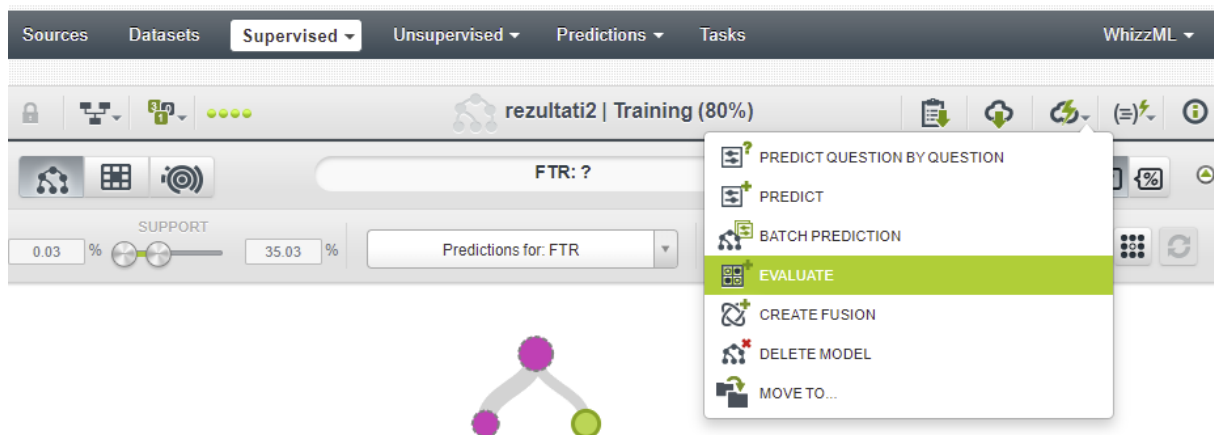 Sources Datasets Supervised Unsupervised Predictions Tasks WhizzML
rezultati2 | Training (80%)
FTR: ?
SUPPORT
0.03 % 35.03 %
Predictions for: FTR
PREDICT QUESTION BY QUESTION
PREDICT
BATCH PREDICTION
EVALUATE
CREATE FUSION
DELETE MODEL
MOVE TO...